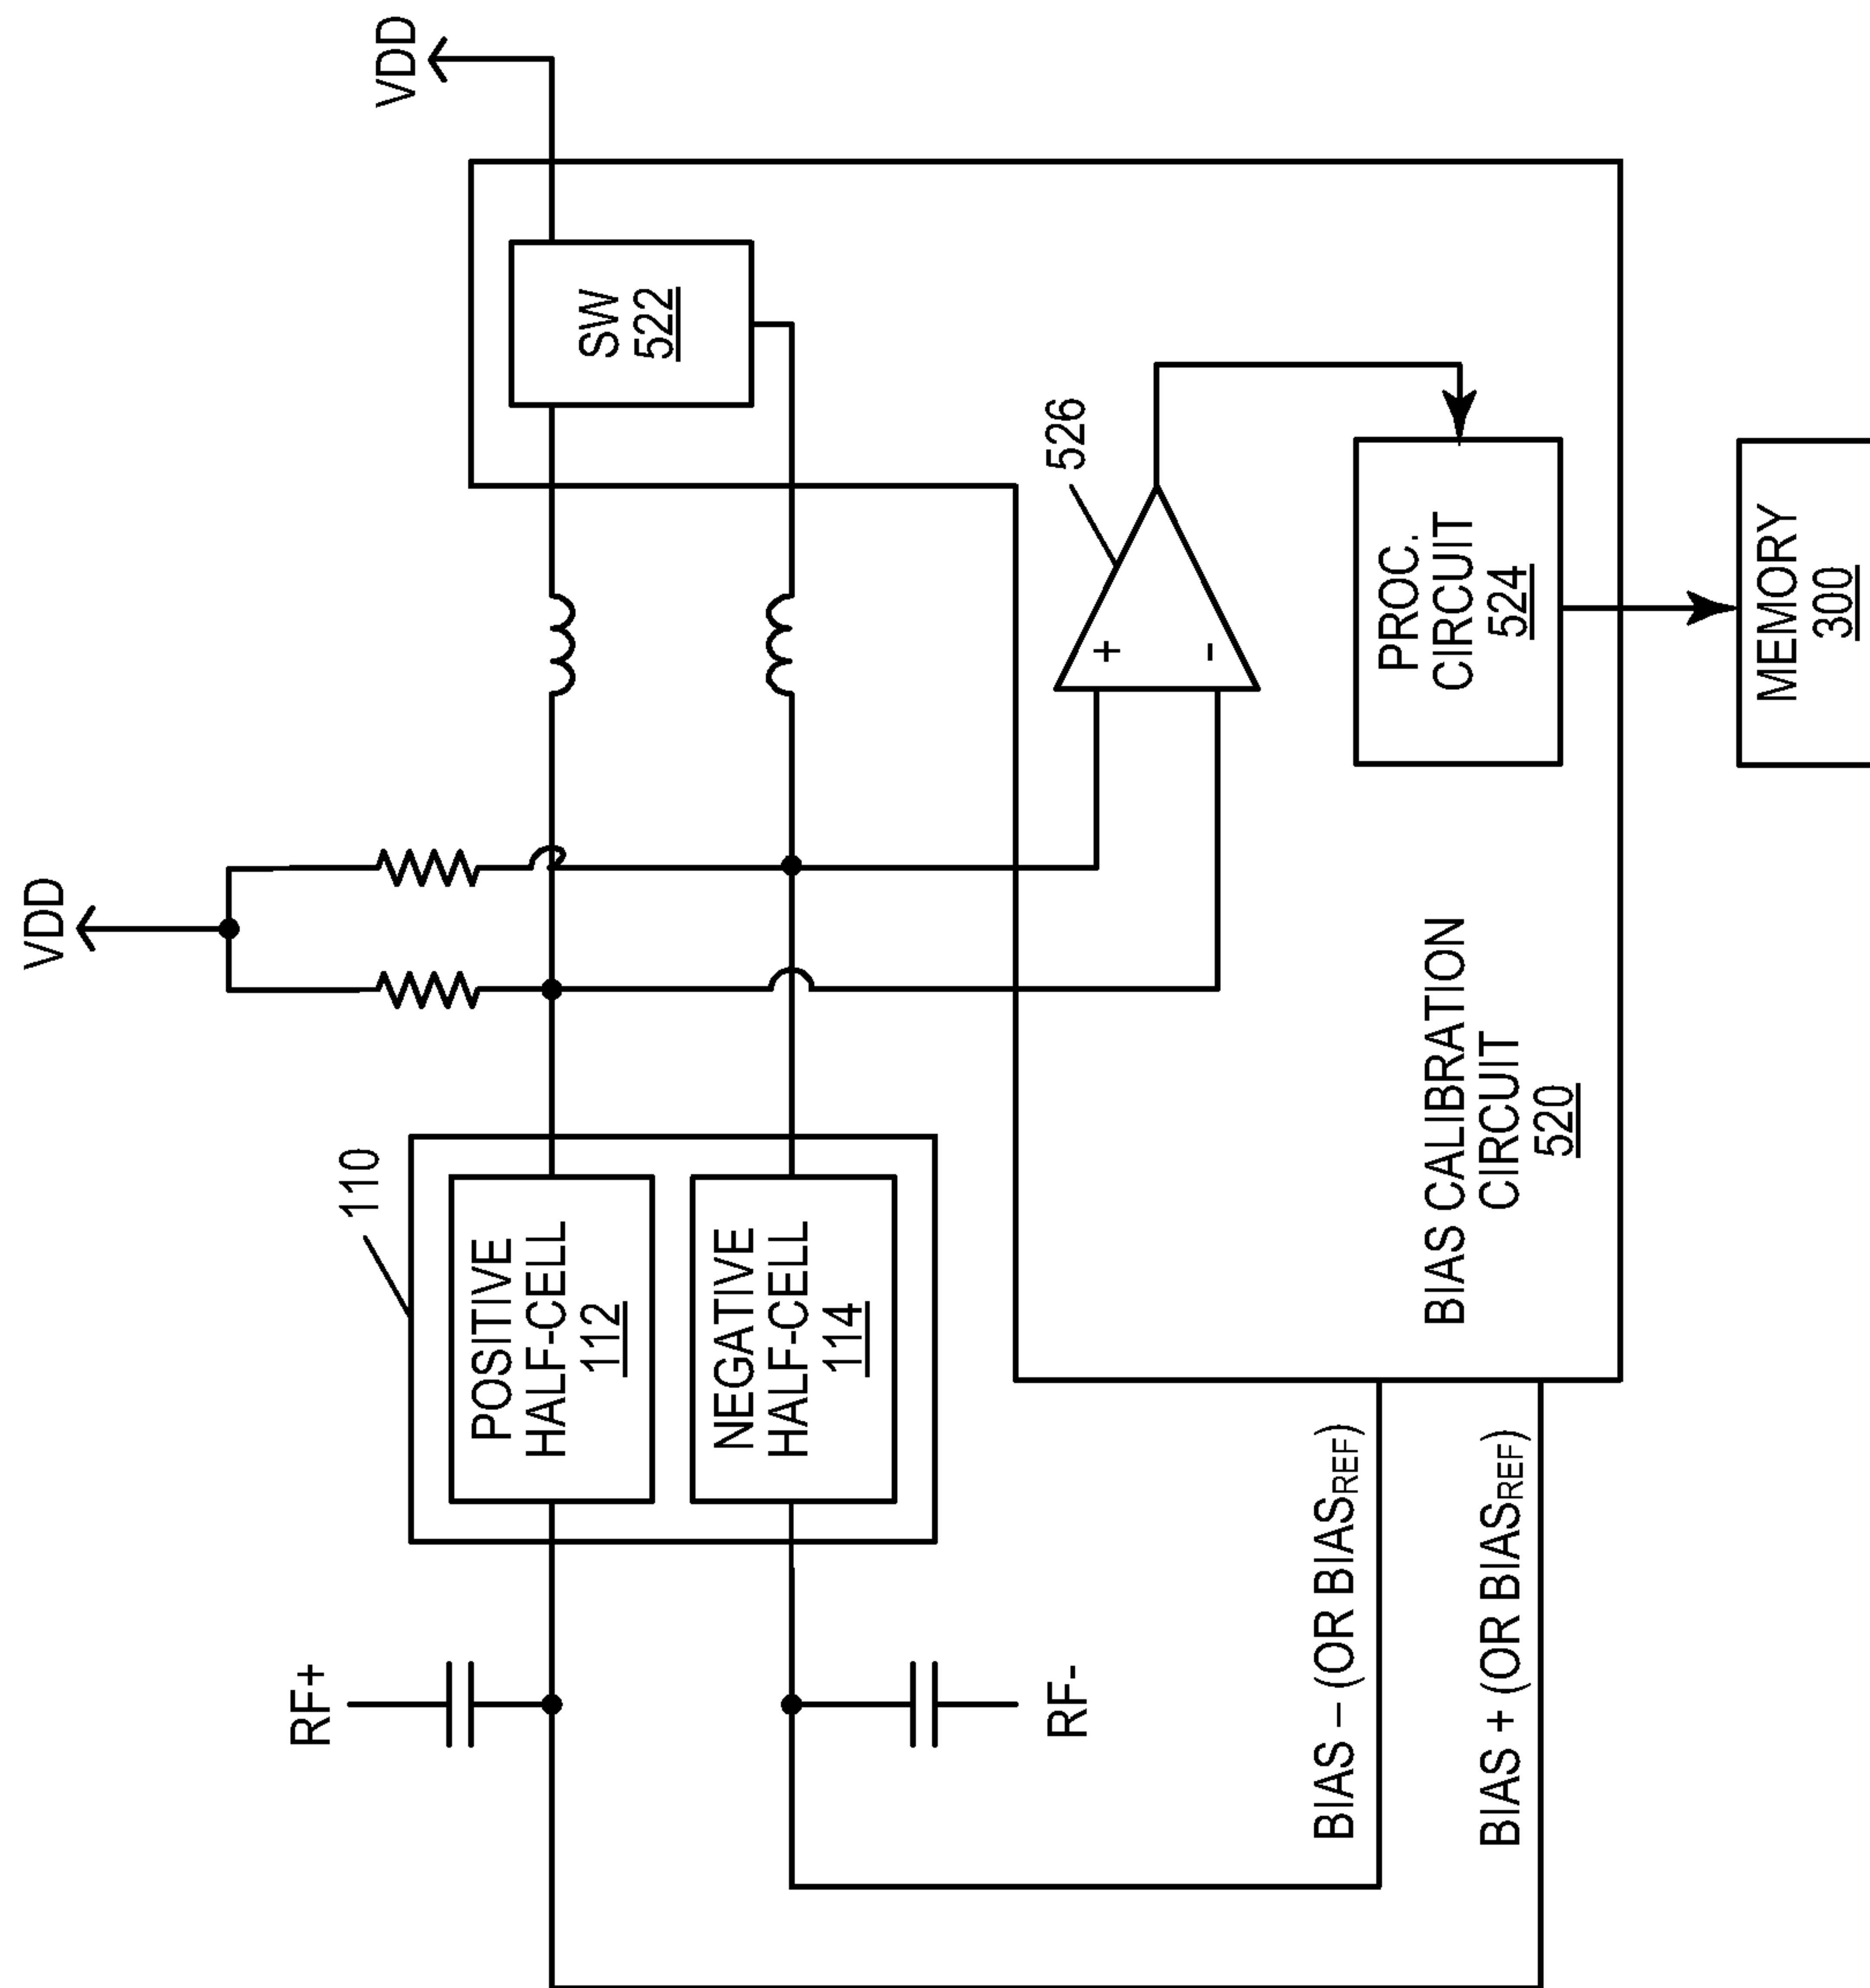 VDD
VDD
RF+
110
POSITIVE
HALF-CELL
112
NEGATIVE
HALF-CELL
114
SW
522
RF-
526
+
-
BIAS – (OR BIASREF)
BIAS + (OR BIASREF)
BIAS CALIBRATION
CIRCUIT
520
PROC.
CIRCUIT
524
MEMORY
300